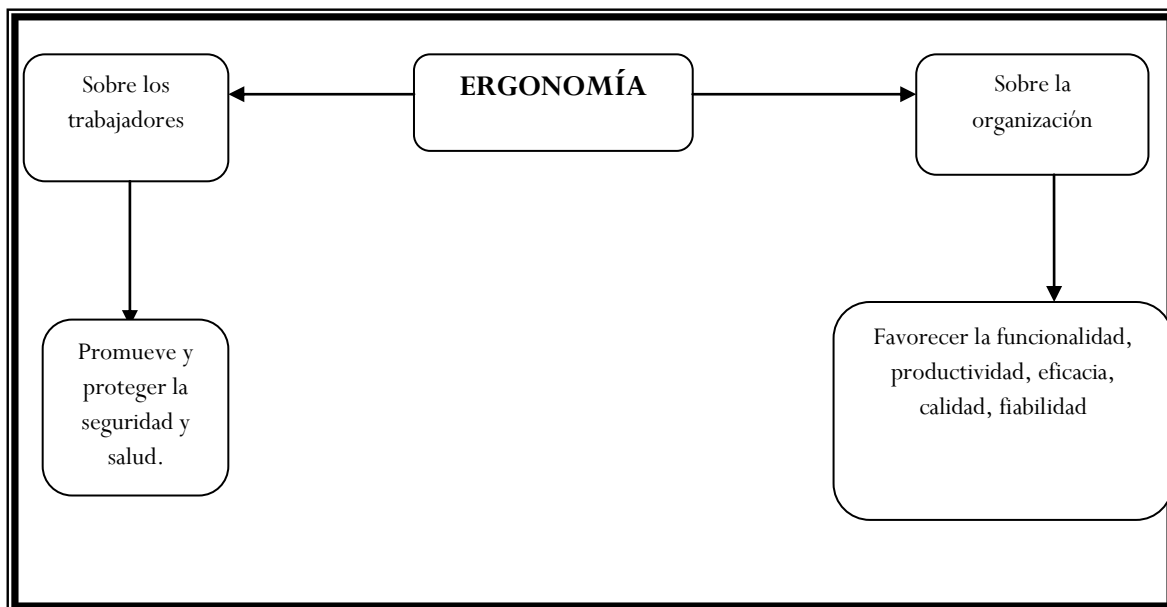 ERGONOMÍA
Sobre los
trabajadores
Sobre la
organización
Promueve y
proteger la
seguridad y
salud.
Favorecer la funcionalidad,
productividad, eficacia,
calidad, fiabilidad